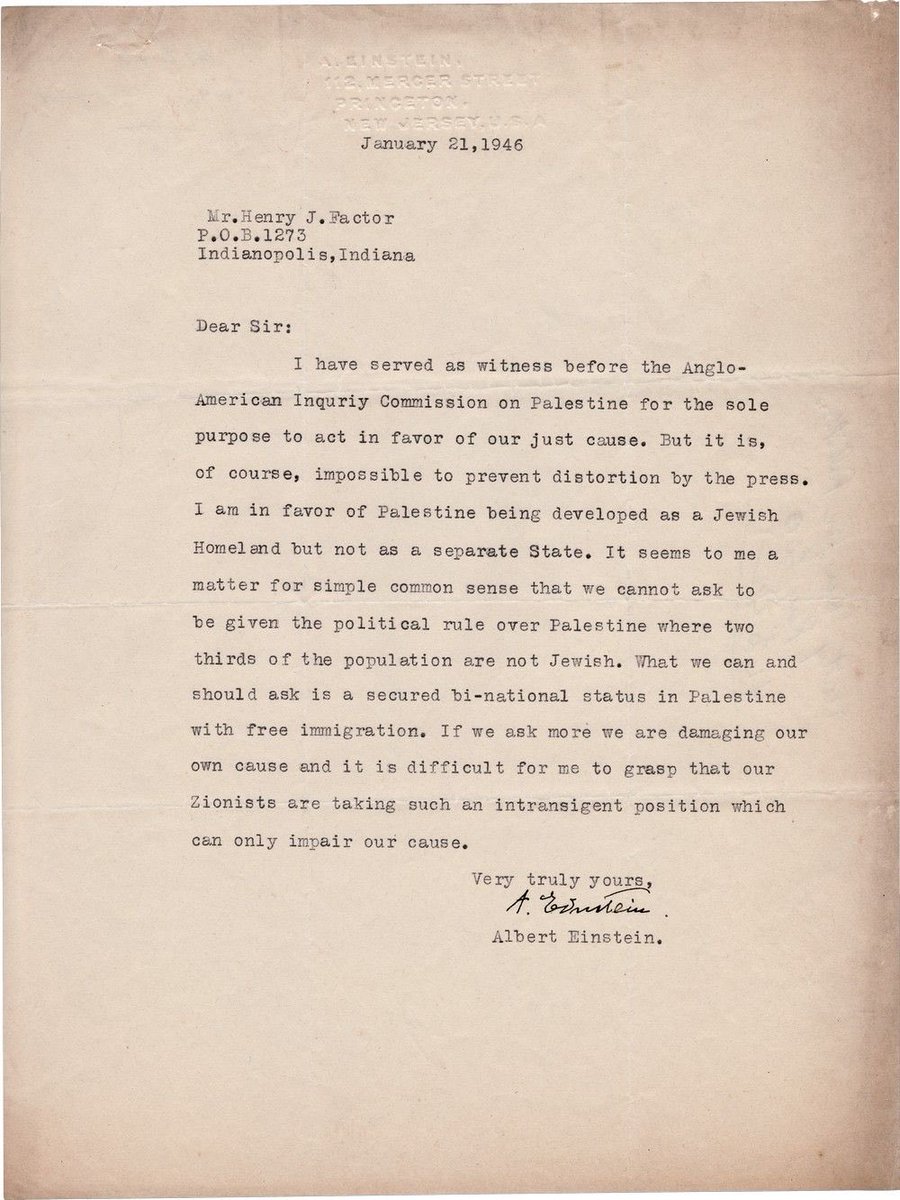 A. EINSTEIN.
112, MERCER STREET
PRINCETON.
NEW JERSEY. U.S.A
January 21,1946
Mr.Henry J.Factor
P.O.B.1273
Indianopolis,Indiana
Dear Sir:
I have served as witness before the Anglo-
American Inquriy Commission on Palestine for the sole
purpose to act in favor of our just cause. But it is,
of course, impossible to prevent distortion by the press.
I am in favor of Palestine being developed as a Jewish
Homeland but not as a separate State. It seems to me a
matter for simple common sense that we cannot ask to
be given the political rule over Palestine where two
thirds of the population are not Jewish. What we can and
should ask is a secured bi-national status in Palestine
with free immigration. If we ask more we are damaging our
own cause and it is difficult for me to grasp that our
Zionists are taking such an intransigent position which
can only impair our cause.
Very truly yours,
A. Einstein.
Albert Einstein.